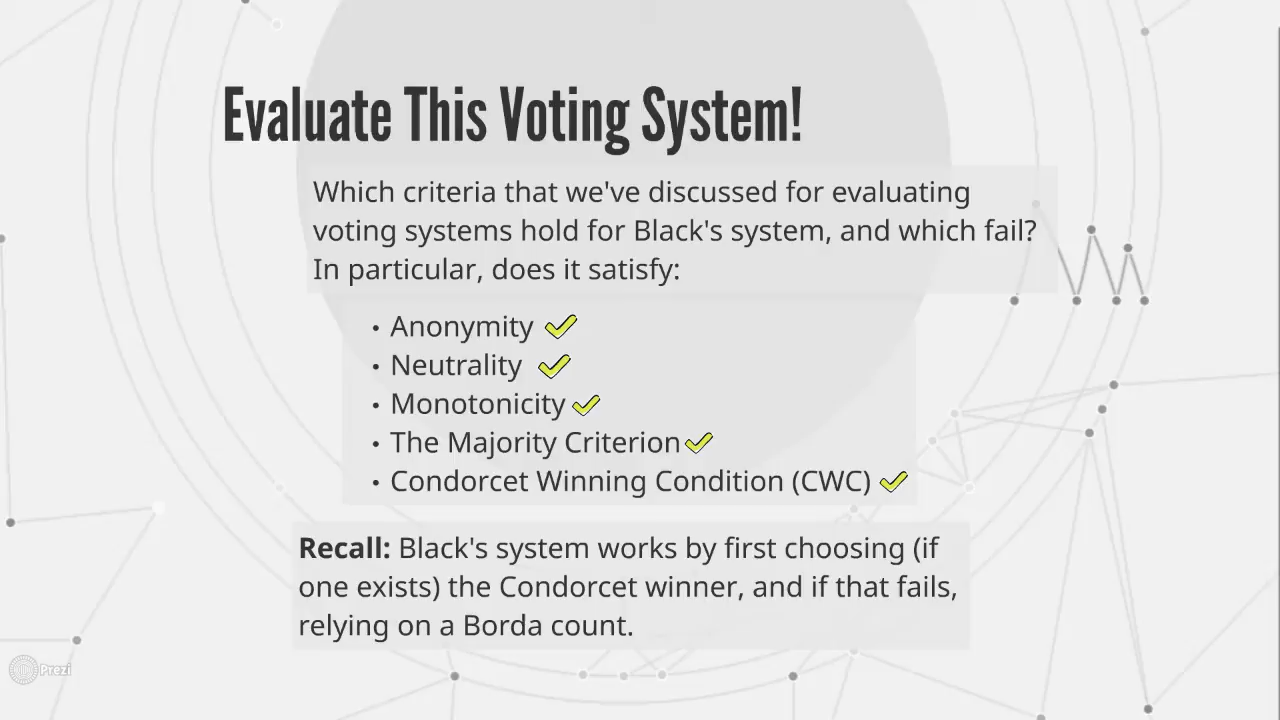 Evaluate This Voting System!
Which criteria that we've discussed for evaluating
voting systems hold for Black's system, and which fail?
In particular, does it satisfy:
• Anonymity
• Neutrality
• Monotonicity
• The Majority Criterion
• Condorcet Winning Condition (CWC)
Recall: Black's system works by first choosing (if
one exists) the Condorcet winner, and if that fails,
relying on a Borda count.
Prezi